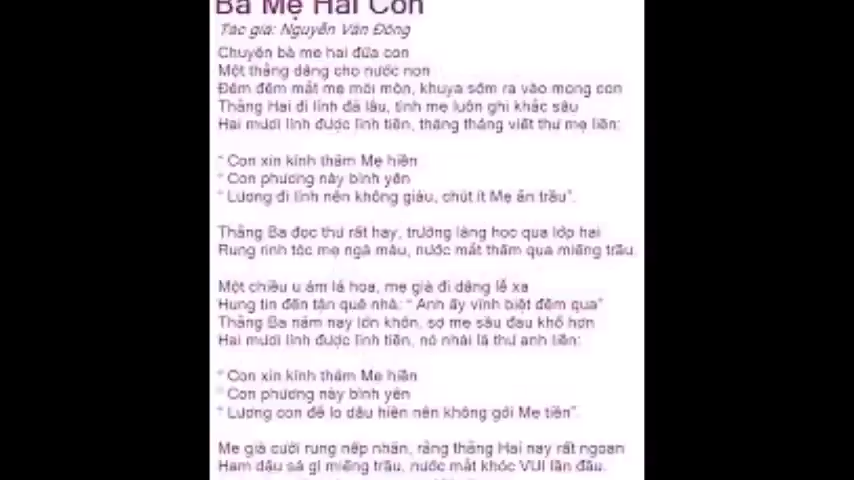 Bà Mẹ Hai Con
Tác giả: Nguyễn Văn Đông
Chuyện bà mẹ hai đứa con
Một thằng dâng cho nước non
Đêm đêm mắt mẹ mỏi mòn, khuya sớm ra vào mong con
Thằng Hai đi lính đã lâu, tình mẹ luôn ghi khắc sâu
Hai mươi lính được lĩnh tiền, tháng tháng viết thư mẹ liền:
" Con xin kính thăm Mẹ hiền
" Con phương này bình yên
" Lương đi lính nên không giàu, chút ít Mẹ ăn trầu".
Thằng Ba đọc thư rất hay, trường làng học qua lớp hai
Rung rinh tóc mẹ ngã màu, nước mắt thấm qua miếng trầu.
Một chiều u ám lá hoa, mẹ già đi dâng lễ xa
Hung tin đến tận quê nhà: " Anh ấy vĩnh biệt đêm qua"
Thằng Ba năm nay lớn khôn, sợ mẹ sầu đau khổ hơn
Hai mươi lính được lĩnh tiền, nó nhái lá thư anh liền:
" Con xin kính thăm Mẹ hiền
" Con phương này bình yên
" Lương con để lo dâu hiền nên không gởi Mẹ tiền".
Mẹ già cười rung nếp nhăn, rằng thằng Hai nay rất ngoan
Ham dâu sá gì miếng trầu, nước mắt khóc VUI lần đầu.